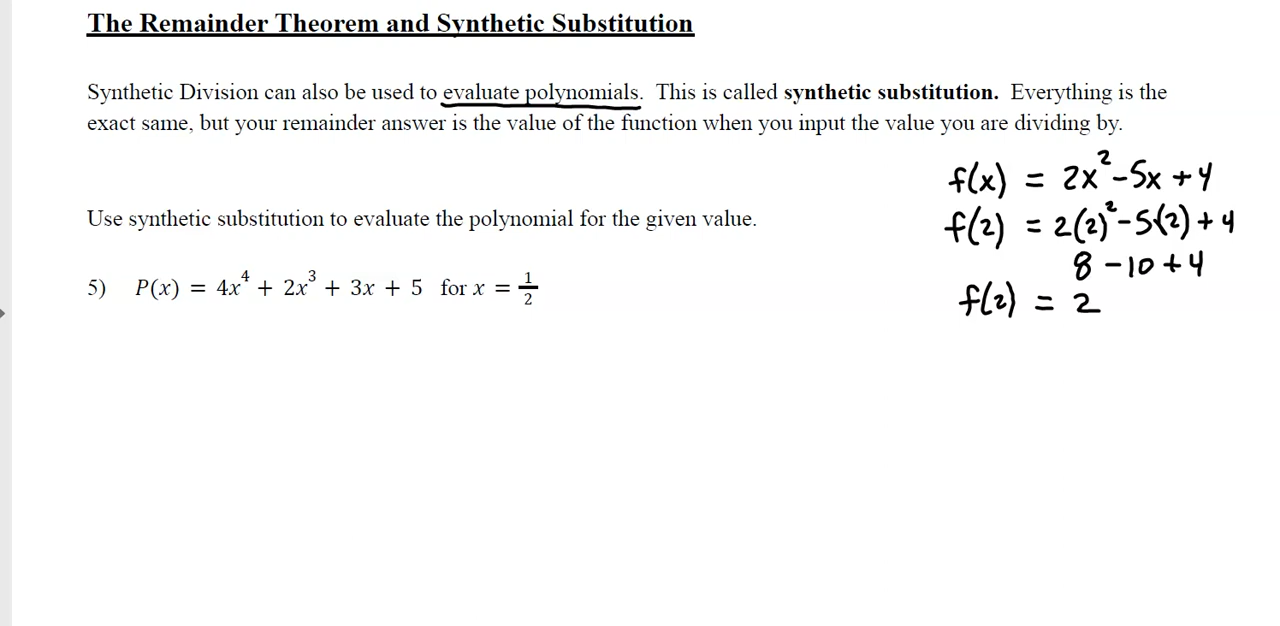 The Remainder Theorem and Synthetic Substitution
Synthetic Division can also be used to evaluate polynomials. This is called synthetic substitution. Everything is the
exact same, but your remainder answer is the value of the function when you input the value you are dividing by.
f(x) = 2x² - 5x + 4
Use synthetic substitution to evaluate the polynomial for the given value.
f(2) = 2(2)² - 5(2) + 4
8 - 10 + 4
5) P(x) = 4x⁴ + 2x³ + 3x + 5 for x = 1/2
f(2) = 2